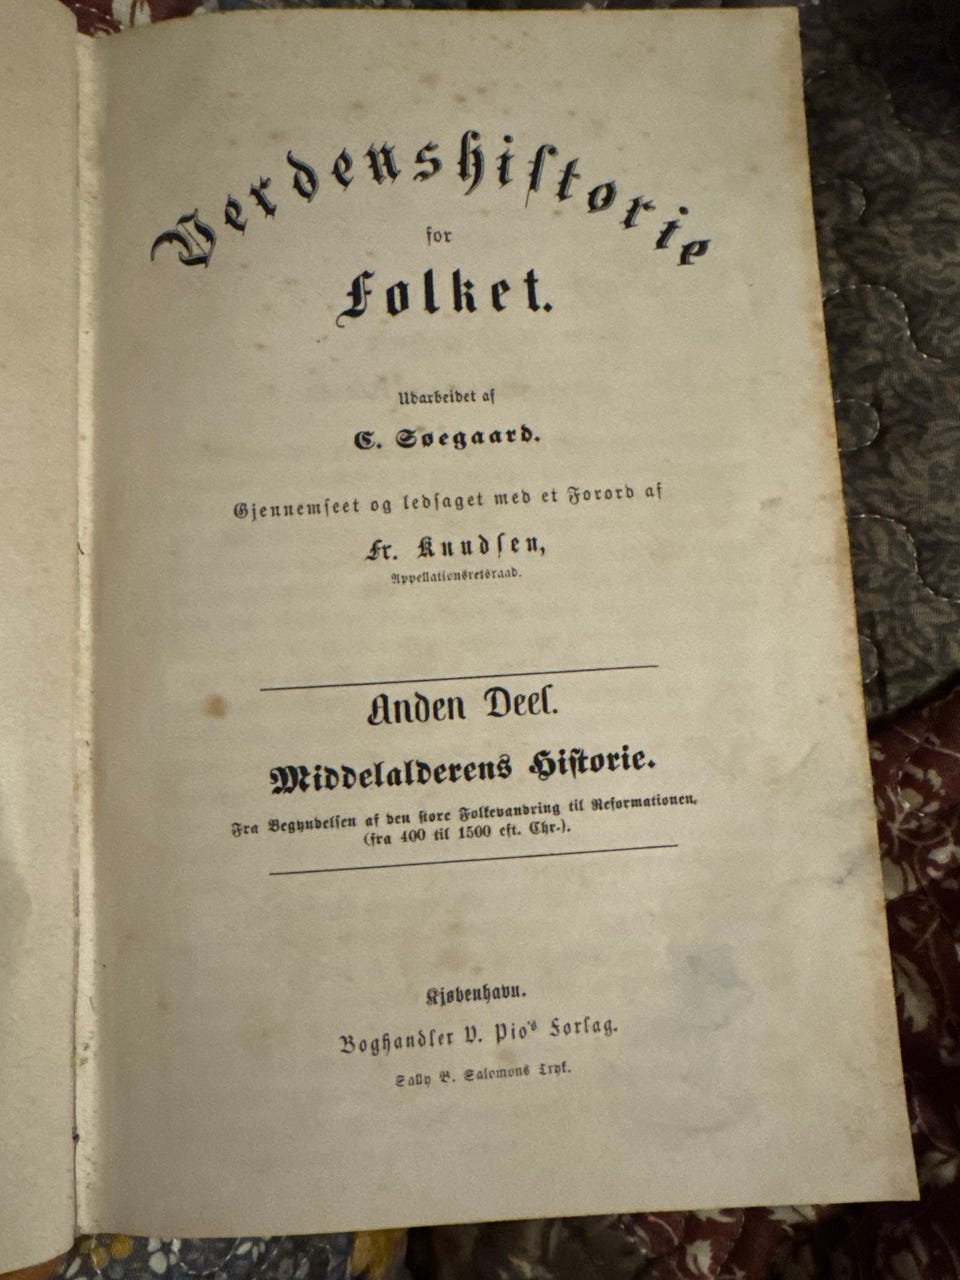 Verdenshistorie
for
Folket.
Udarbeidet af
C. Søegaard.
Gjennemseet og ledsaget med et Forord af
Fr. Knudsen,
Appellationsretsraad.
Anden Deel.
Middelalderens Historie.
Fra Begyndelsen af den store Folkevandring til Reformationen,
(fra 400 til 1500 eft. Chr.).
Kjøbenhavn.
Boghandler V. Pio's Forlag.
Sally B. Salomons Tryk.